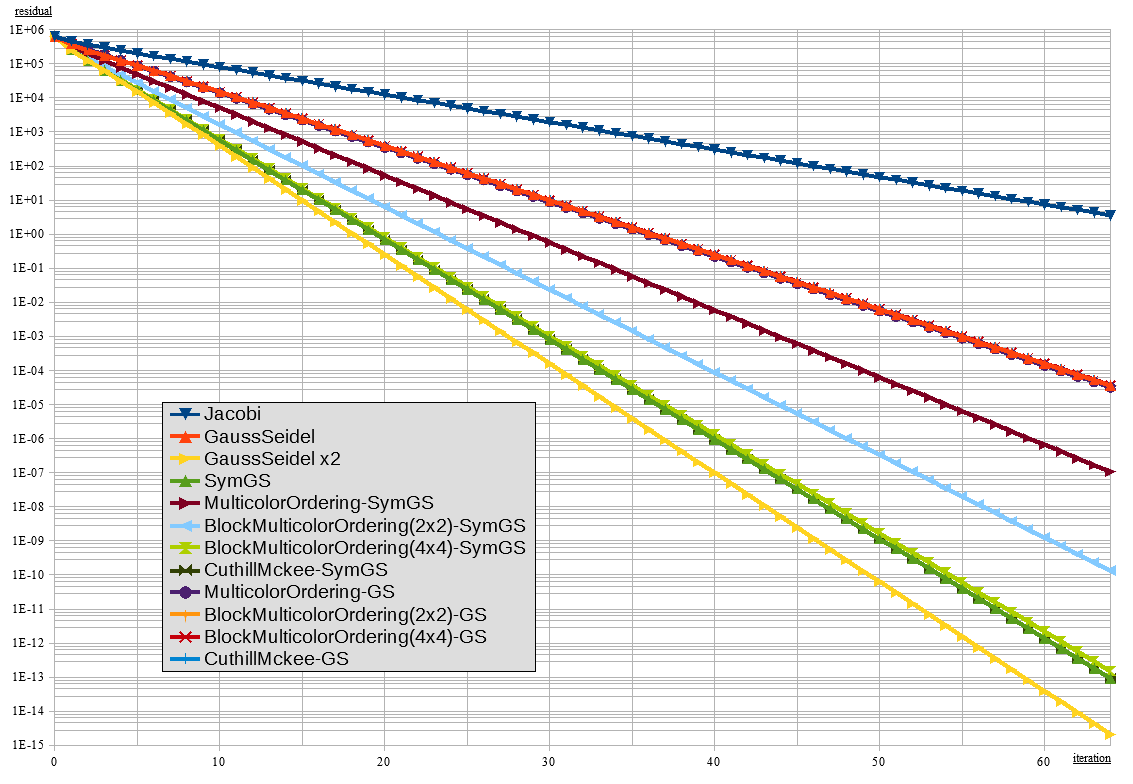 residual
1E+06
1E+05
1E+04
1E+03
1E+02
1E+01
1E+00
1E-01
1E-02
1E-03
1E-04
1E-05
1E-06
1E-07
1E-08
1E-09
1E-10
1E-11
1E-12
1E-13
1E-14
1E-15
Jacobi
GaussSeidel
GaussSeidel x2
SymGS
MulticolorOrdering-SymGS
BlockMulticolorOrdering(2x2)-SymGS
BlockMulticolorOrdering(4x4)-SymGS
CuthillMckee-SymGS
MulticolorOrdering-GS
BlockMulticolorOrdering(2x2)-GS
BlockMulticolorOrdering(4x4)-GS
CuthillMckee-GS
0 10 20 30 40 50 60 iteration